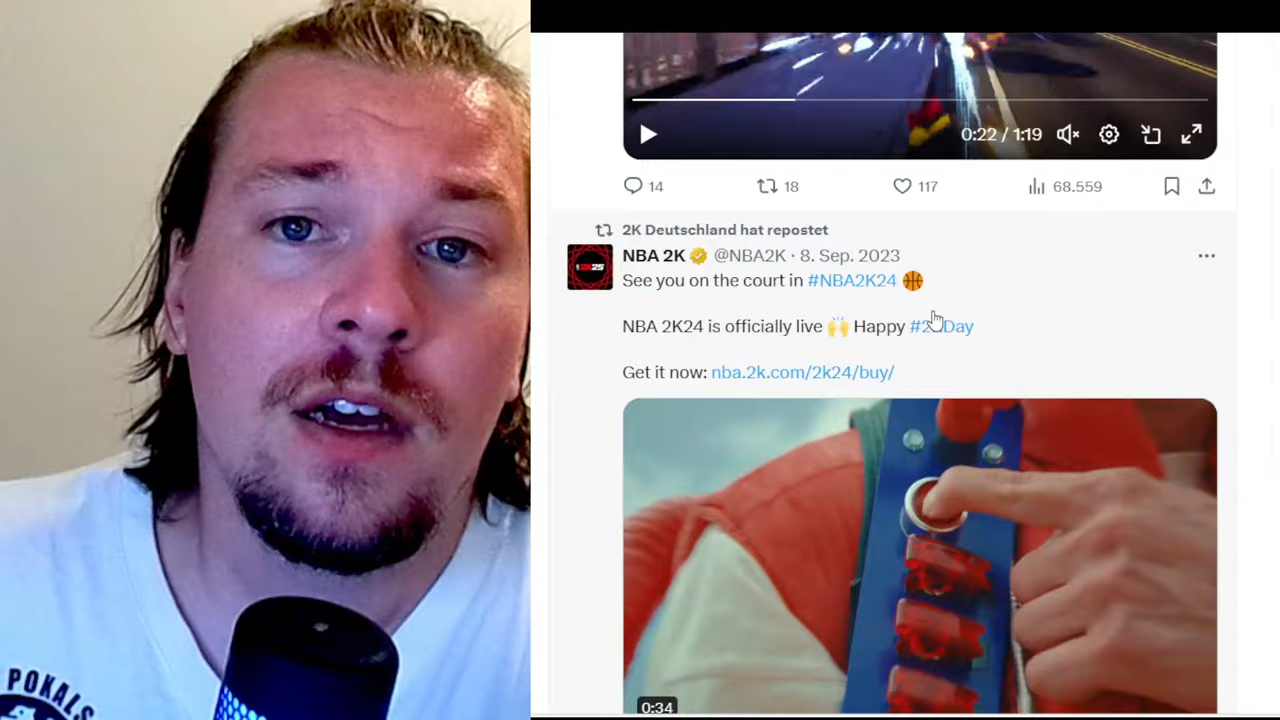 0:22 / 1:19
14 18 117 68.559
2K Deutschland hat repostet
NBA 2K @NBA2K · 8. Sep. 2023
See you on the court in #NBA2K24 🏀
NBA 2K24 is officially live 🙌 Happy #2KDay
Get it now: nba.2k.com/2k24/buy/
0:34
POKALS